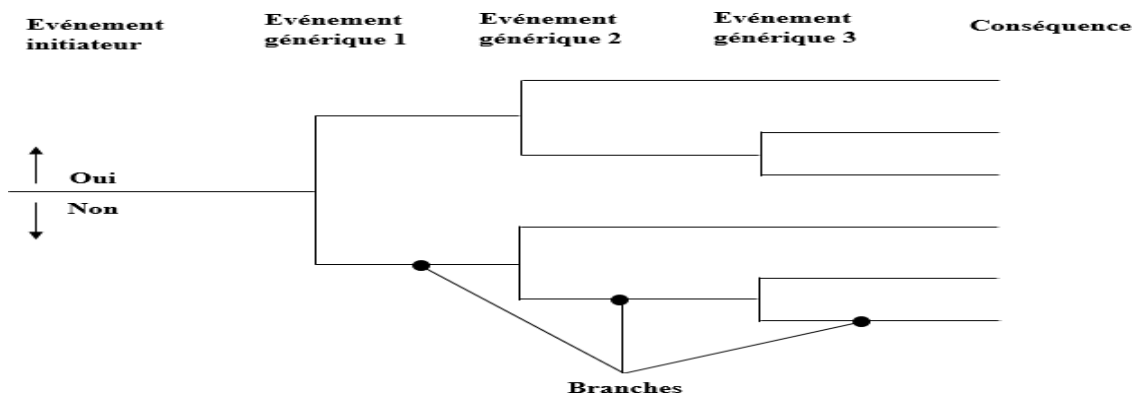 Evénement
initiateur
Evénement
générique 1
Evénement
générique 2
Evénement
générique 3
Conséquence
Oui
Non
Branches